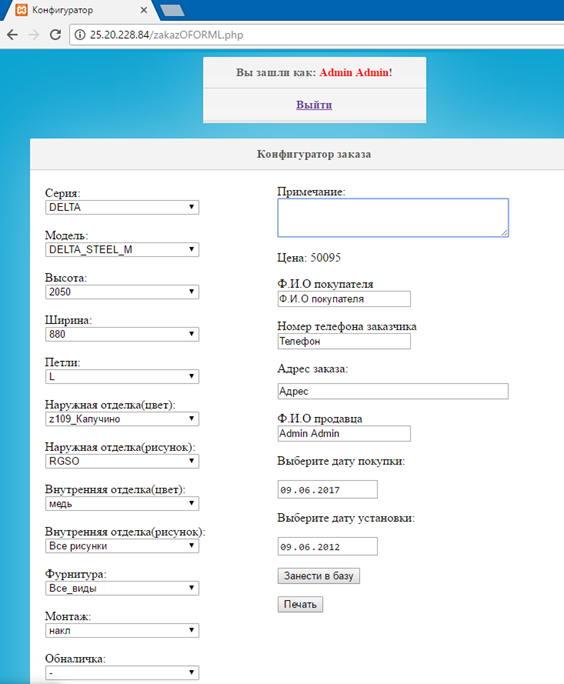 Конфигуратор
25.20.228.84/zakazOFORML.php
Вы зашли как: Admin Admin!
Выйти
Конфигуратор заказа
Серия:
DELTA
Модель:
DELTA_STEEL_M
Высота:
2050
Ширина:
880
Петли:
L
Наружная отделка(цвет):
z109_Капучино
Наружная отделка(рисунок):
RGSO
Внутренняя отделка(цвет):
медь
Внутренняя отделка(рисунок):
Все рисунки
Фурнитура:
Все_виды
Монтаж:
накл
Обналичка:
-
Примечание:
Цена: 50095
Ф.И.О покупателя
Ф.И.О покупателя
Номер телефона заказчика
Телефон
Адрес заказа:
Адрес
Ф.И.О продавца
Admin Admin
Выберите дату покупки:
09.06.2017
Выберите дату установки:
09.06.2012
Занести в базу
Печать